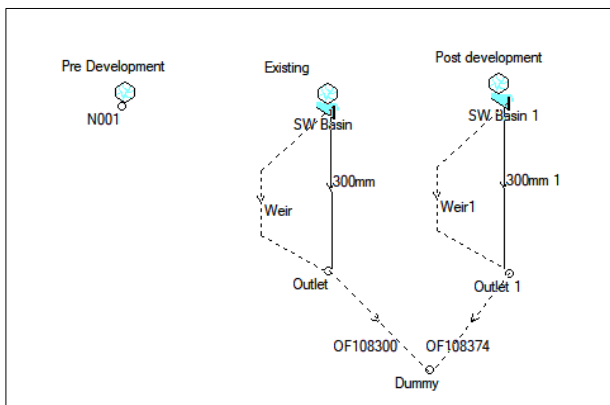 Pre Development
Existing
Post development
N001
SW Basin
SW Basin 1
300mm
300mm 1
Weir
Weir1
Outlet
Outlet 1
OF108300
OF108374
Dummy